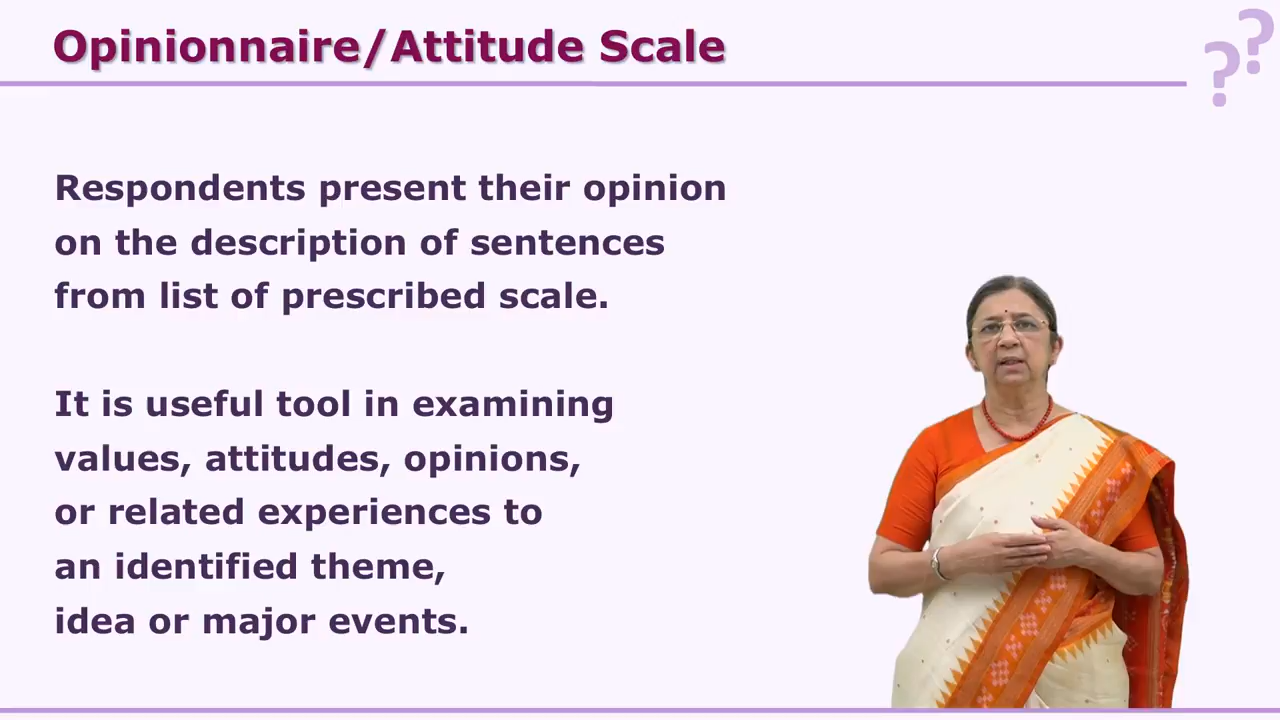 Opinionnaire/Attitude Scale
??
Respondents present their opinion
on the description of sentences
from list of prescribed scale.
It is useful tool in examining
values, attitudes, opinions,
or related experiences to
an identified theme,
idea or major events.